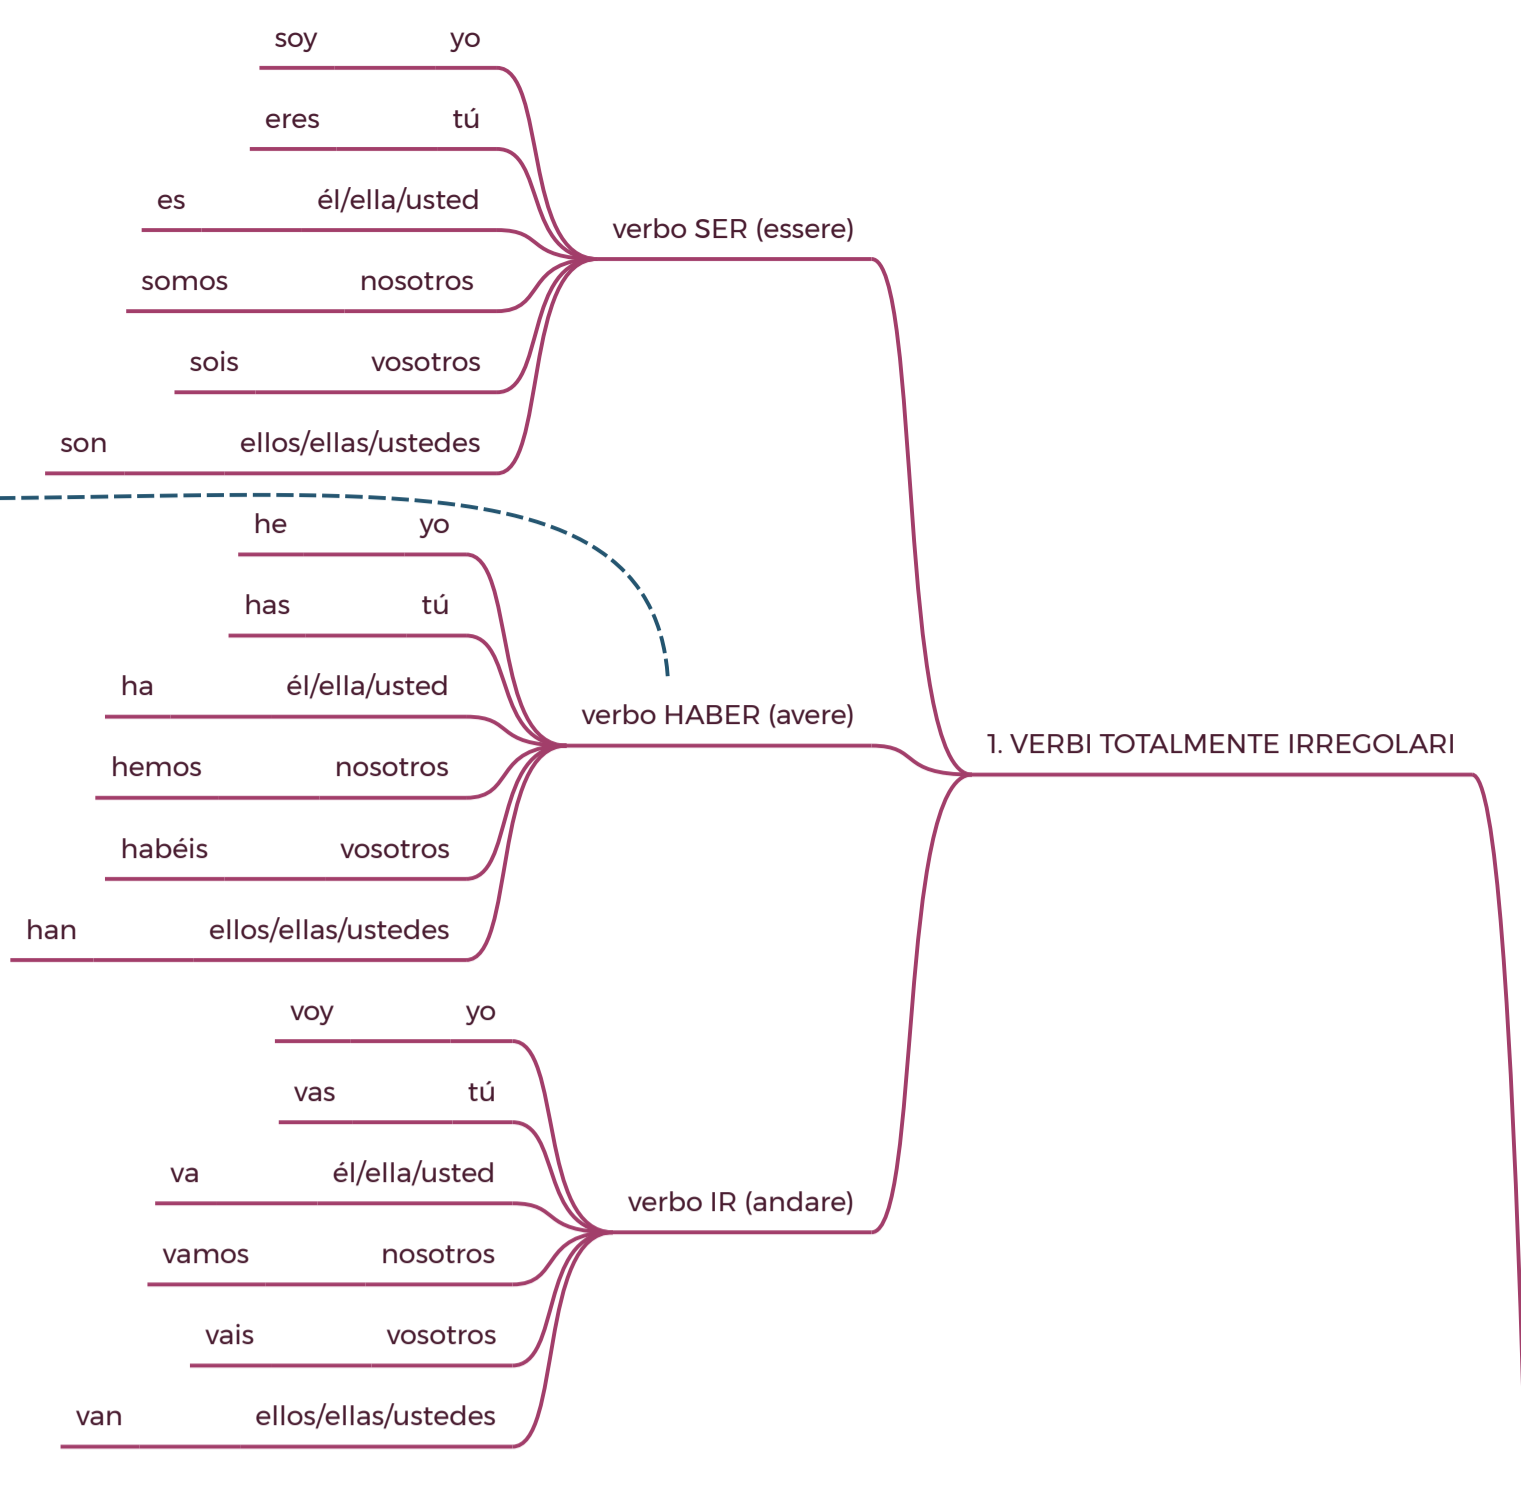 soy yo
eres tú
es él/ella/usted
verbo SER (essere)
somos nosotros
sois vosotros
son ellos/ellas/ustedes
he yo
has tú
ha él/ella/usted
verbo HABER (avere)
1. VERBI TOTALMENTE IRREGOLARI
hemos nosotros
habéis vosotros
han ellos/ellas/ustedes
voy yo
vas tú
va él/ella/usted
verbo IR (andare)
vamos nosotros
vais vosotros
van ellos/ellas/ustedes